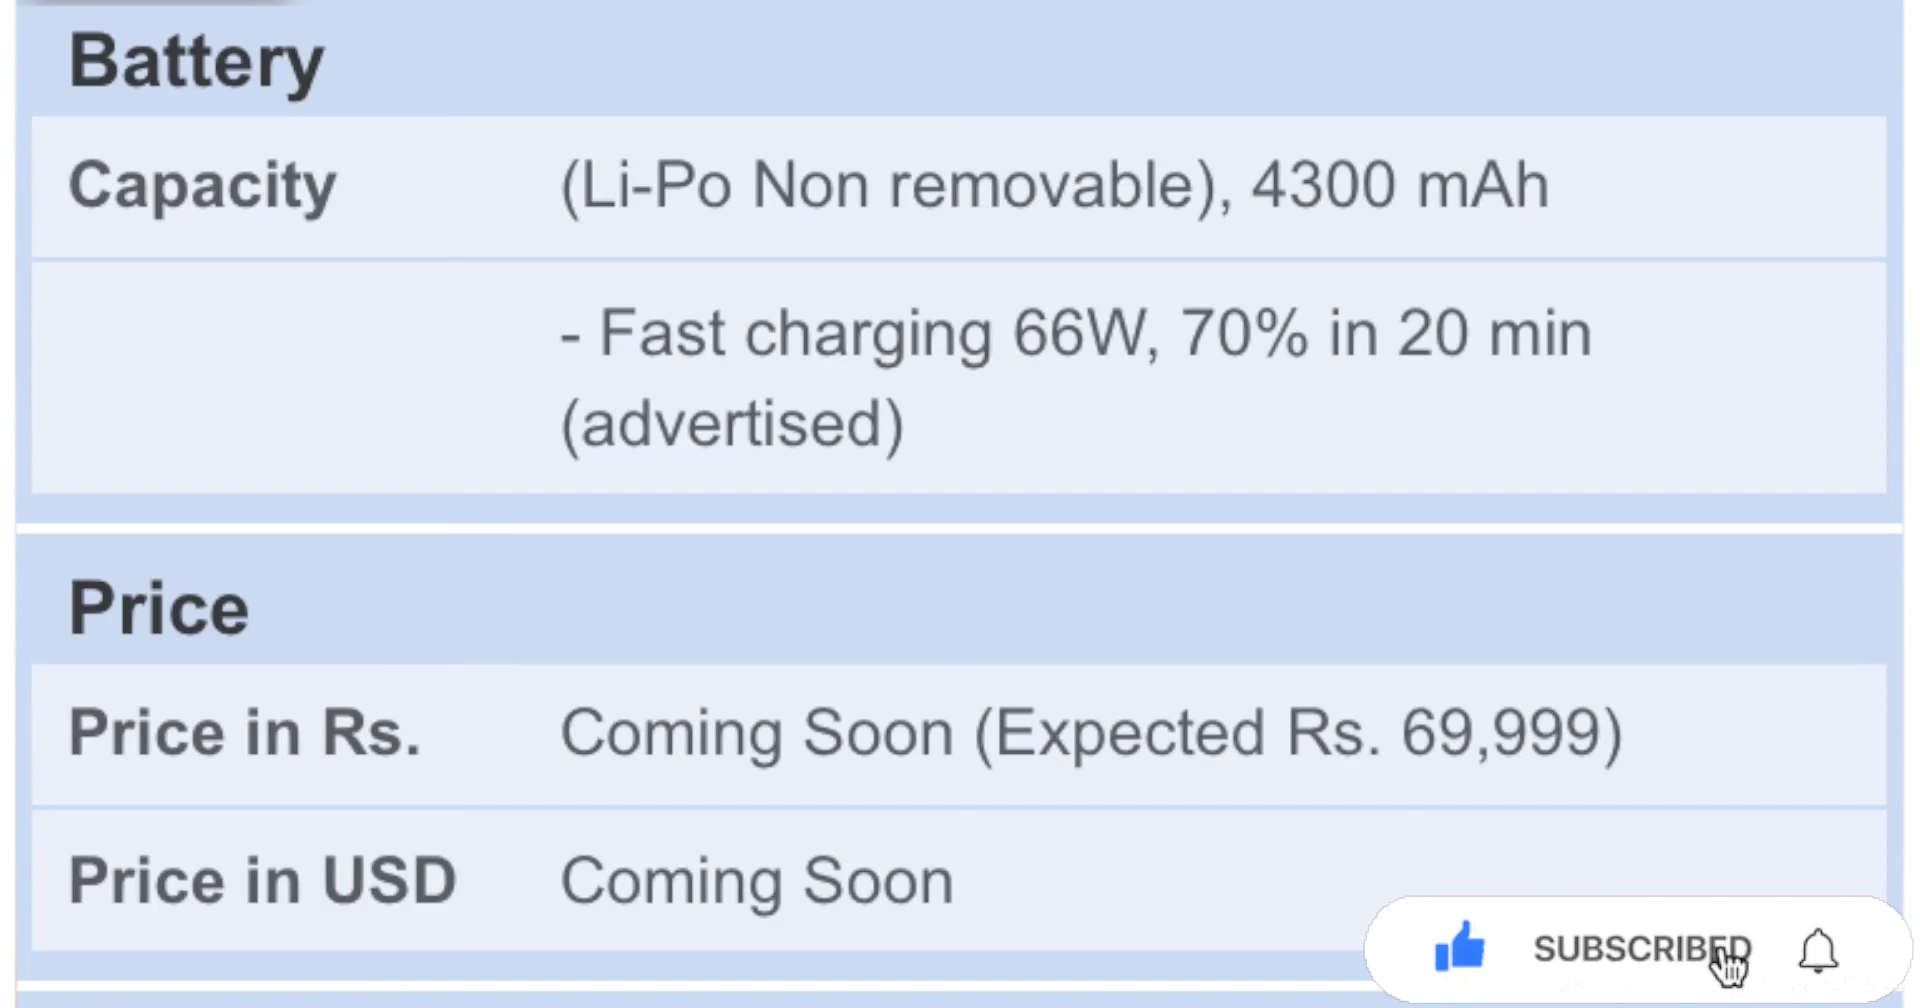 Battery
Capacity (Li-Po Non removable), 4300 mAh
- Fast charging 66W, 70% in 20 min
(advertised)
Price
Price in Rs. Coming Soon (Expected Rs. 69,999)
Price in USD Coming Soon
SUBSCRIBED